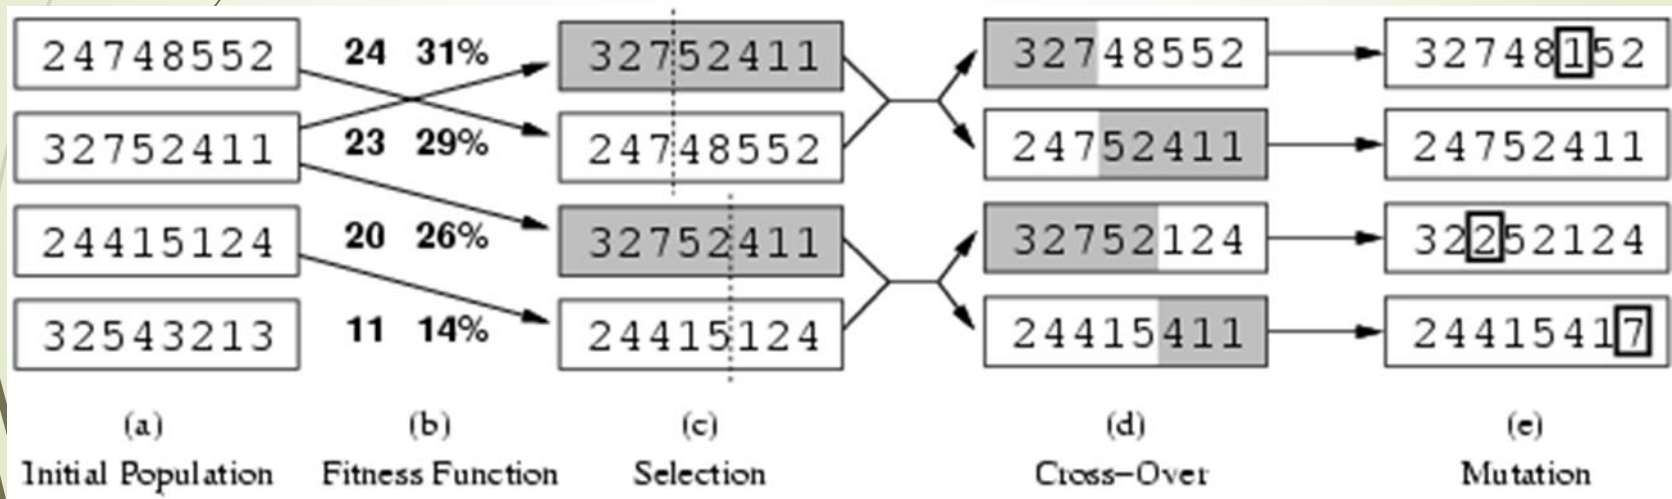 24748552 24 31% 32752411 32748552 32748152
32752411 23 29% 24748552 24752411 24752411
24415124 20 26% 32752411 32752124 32252124
32543213 11 14% 24415124 24415411 24415417
(a) (b) (c) (d) (e)
Initial Population Fitness Function Selection Cross-Over Mutation